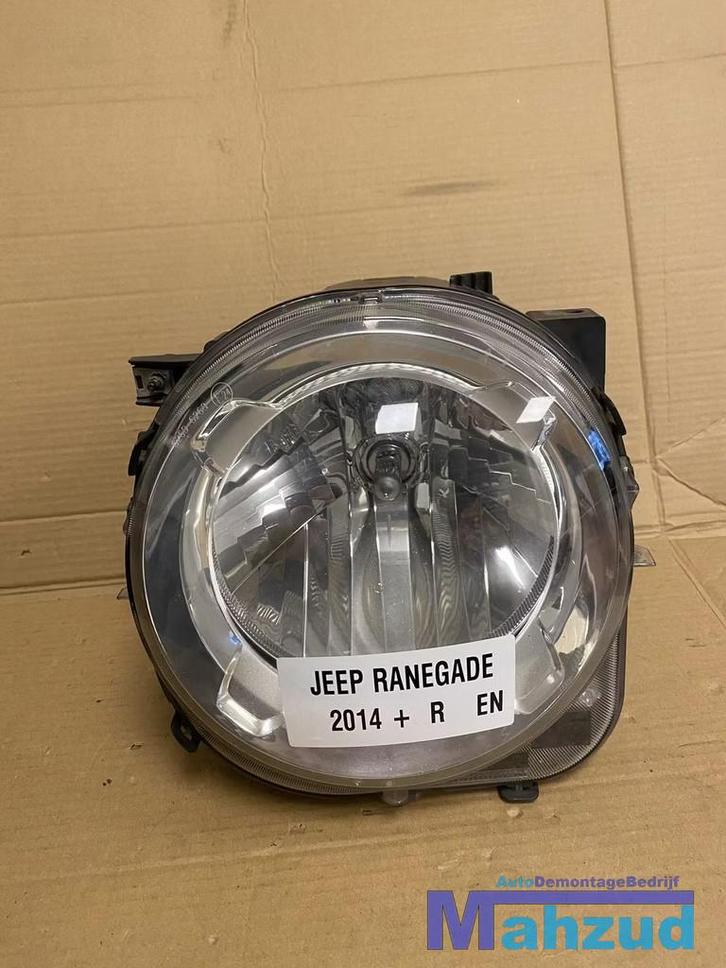 JEEP RANEGADE
2014 + R EN
AutoDemontageBedrijf
Mahzud